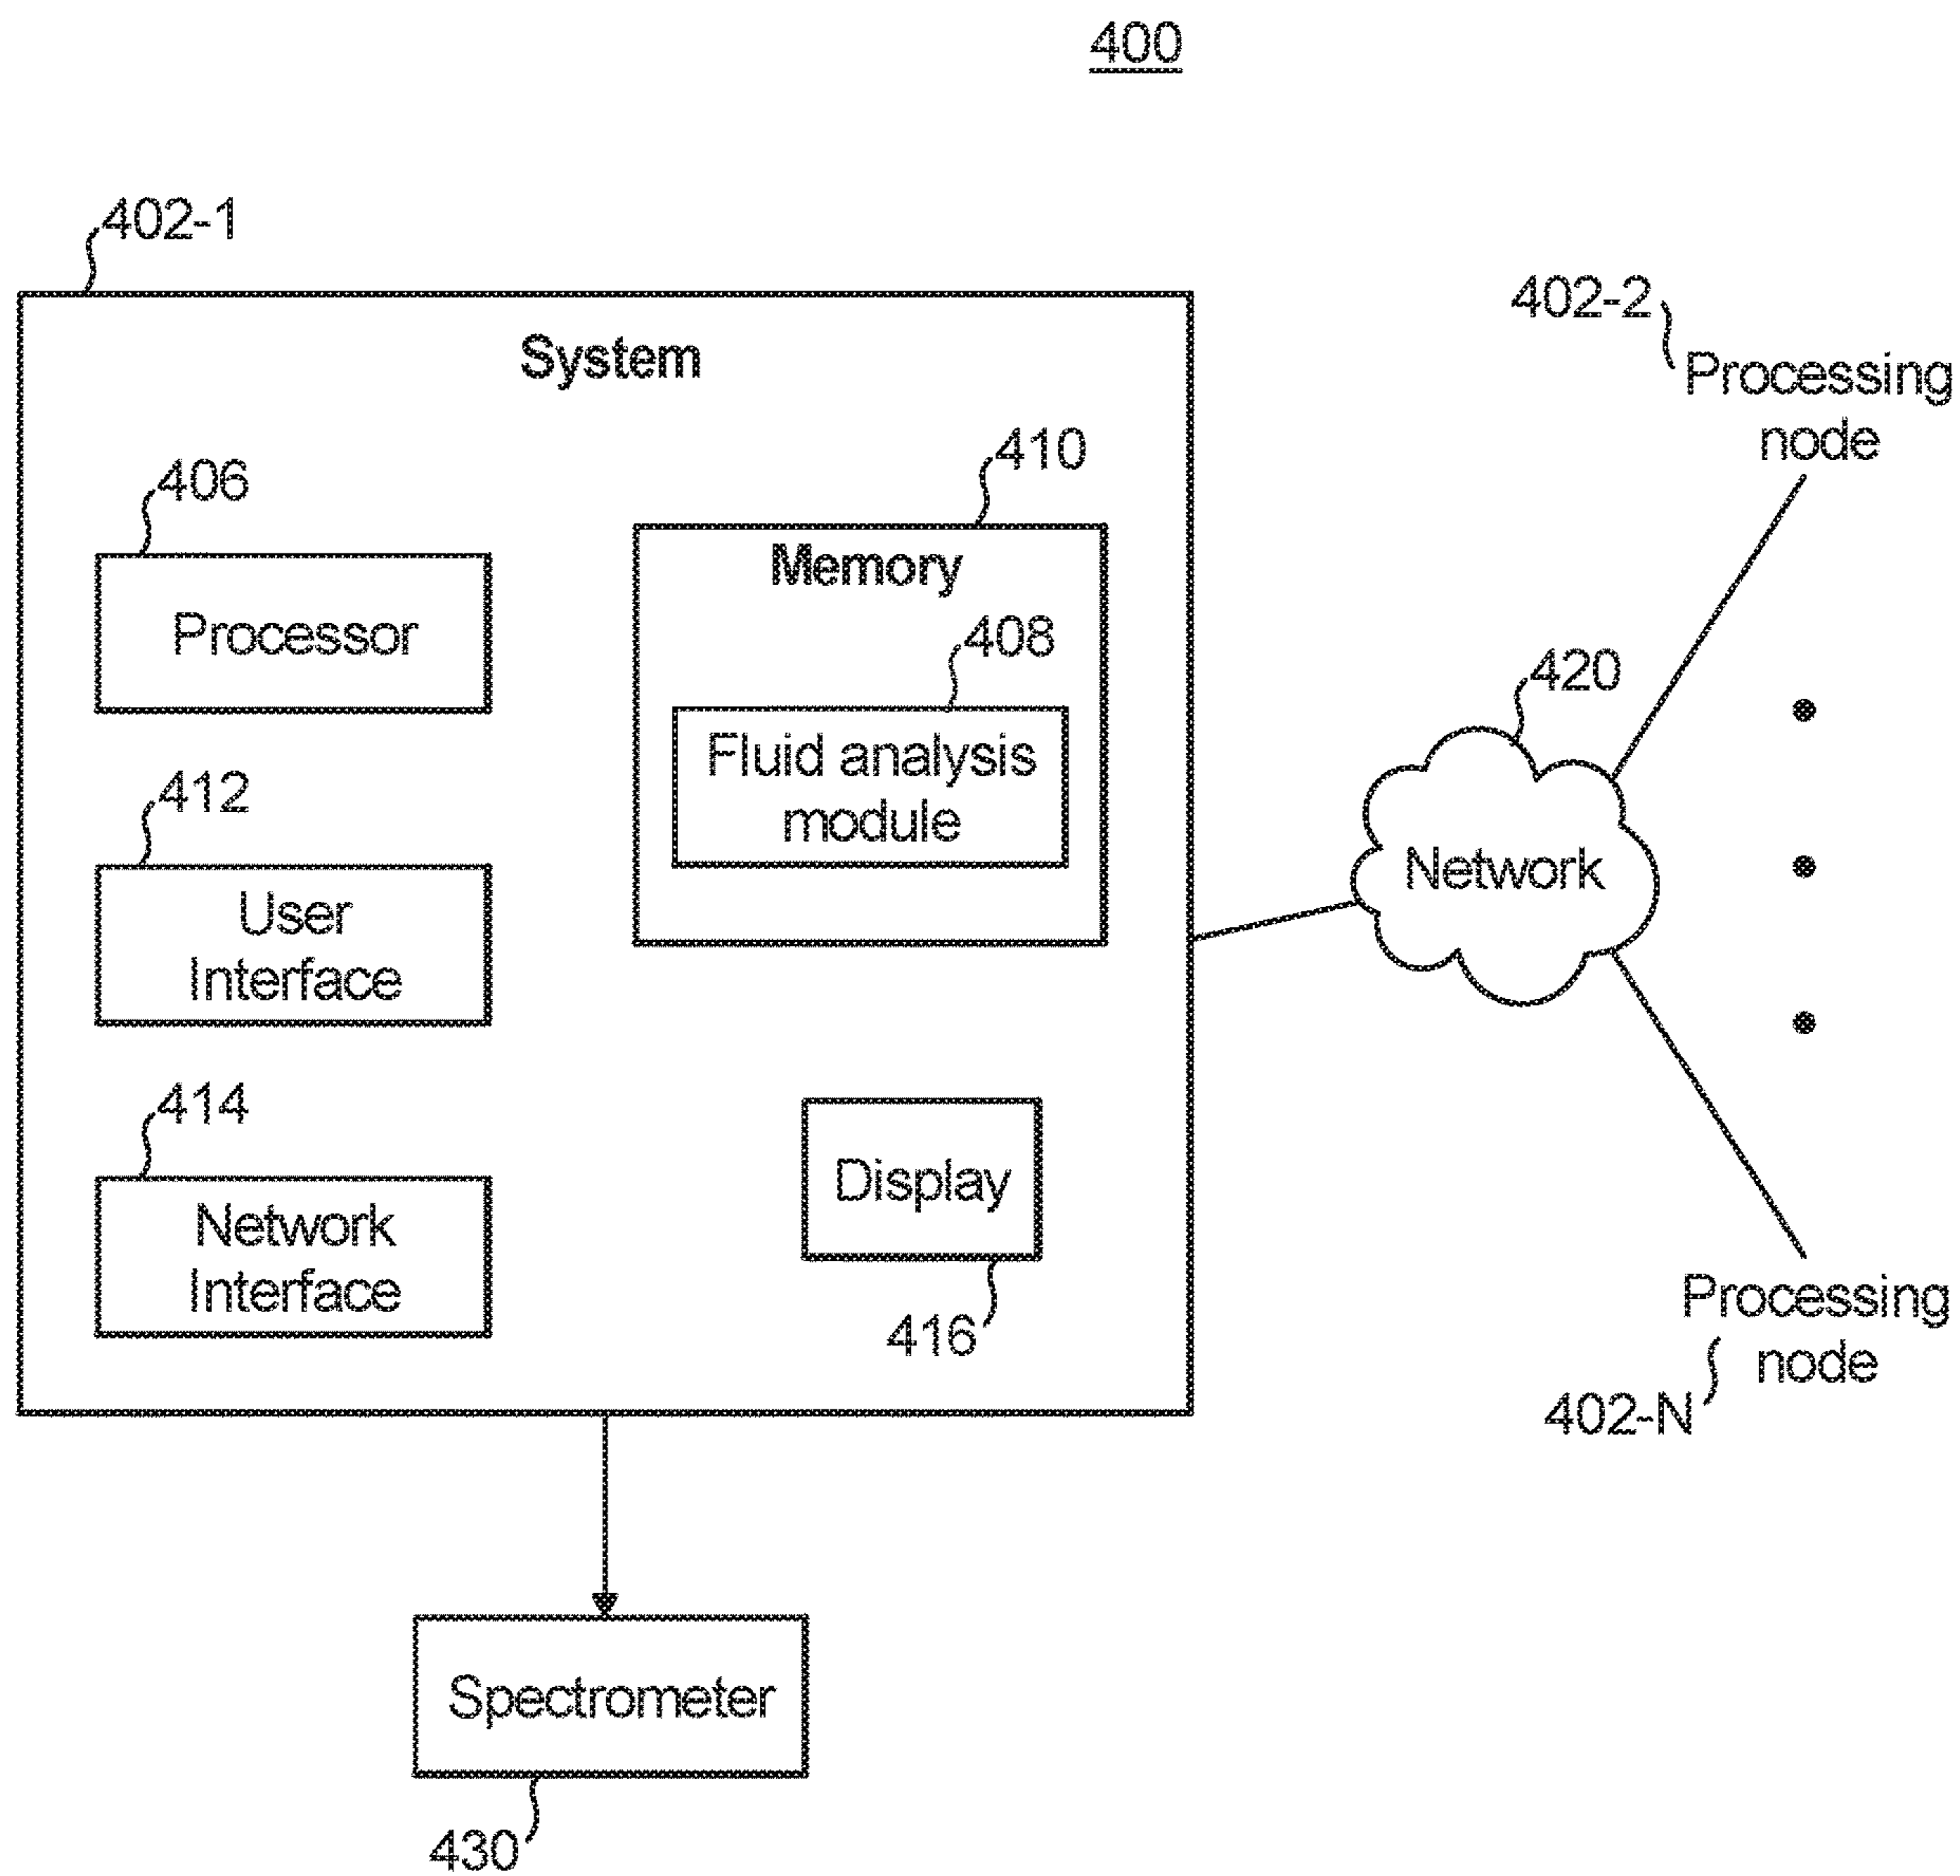 400
402-1
402-2
System
Processing
node
410
406
Memory
Processor
408
420
Fluid analysis
module
412
Network
User
Interface
414
Display
Network
Interface
416
Processing
node
402-N
Spectrometer
430